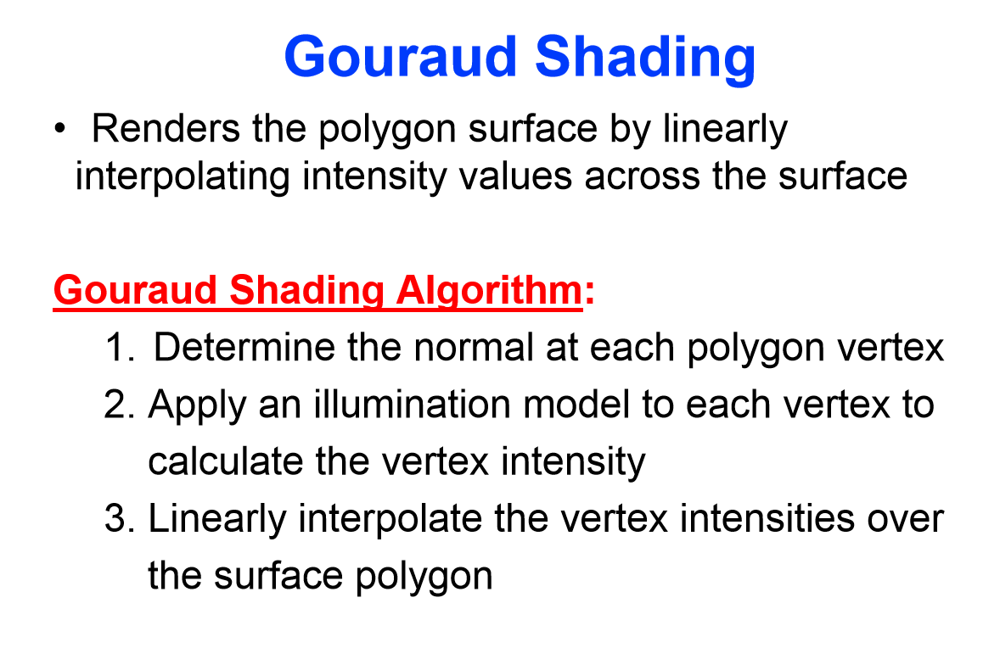 Gouraud Shading
• Renders the polygon surface by linearly
interpolating intensity values across the surface
Gouraud Shading Algorithm:
1. Determine the normal at each polygon vertex
2. Apply an illumination model to each vertex to
calculate the vertex intensity
3. Linearly interpolate the vertex intensities over
the surface polygon